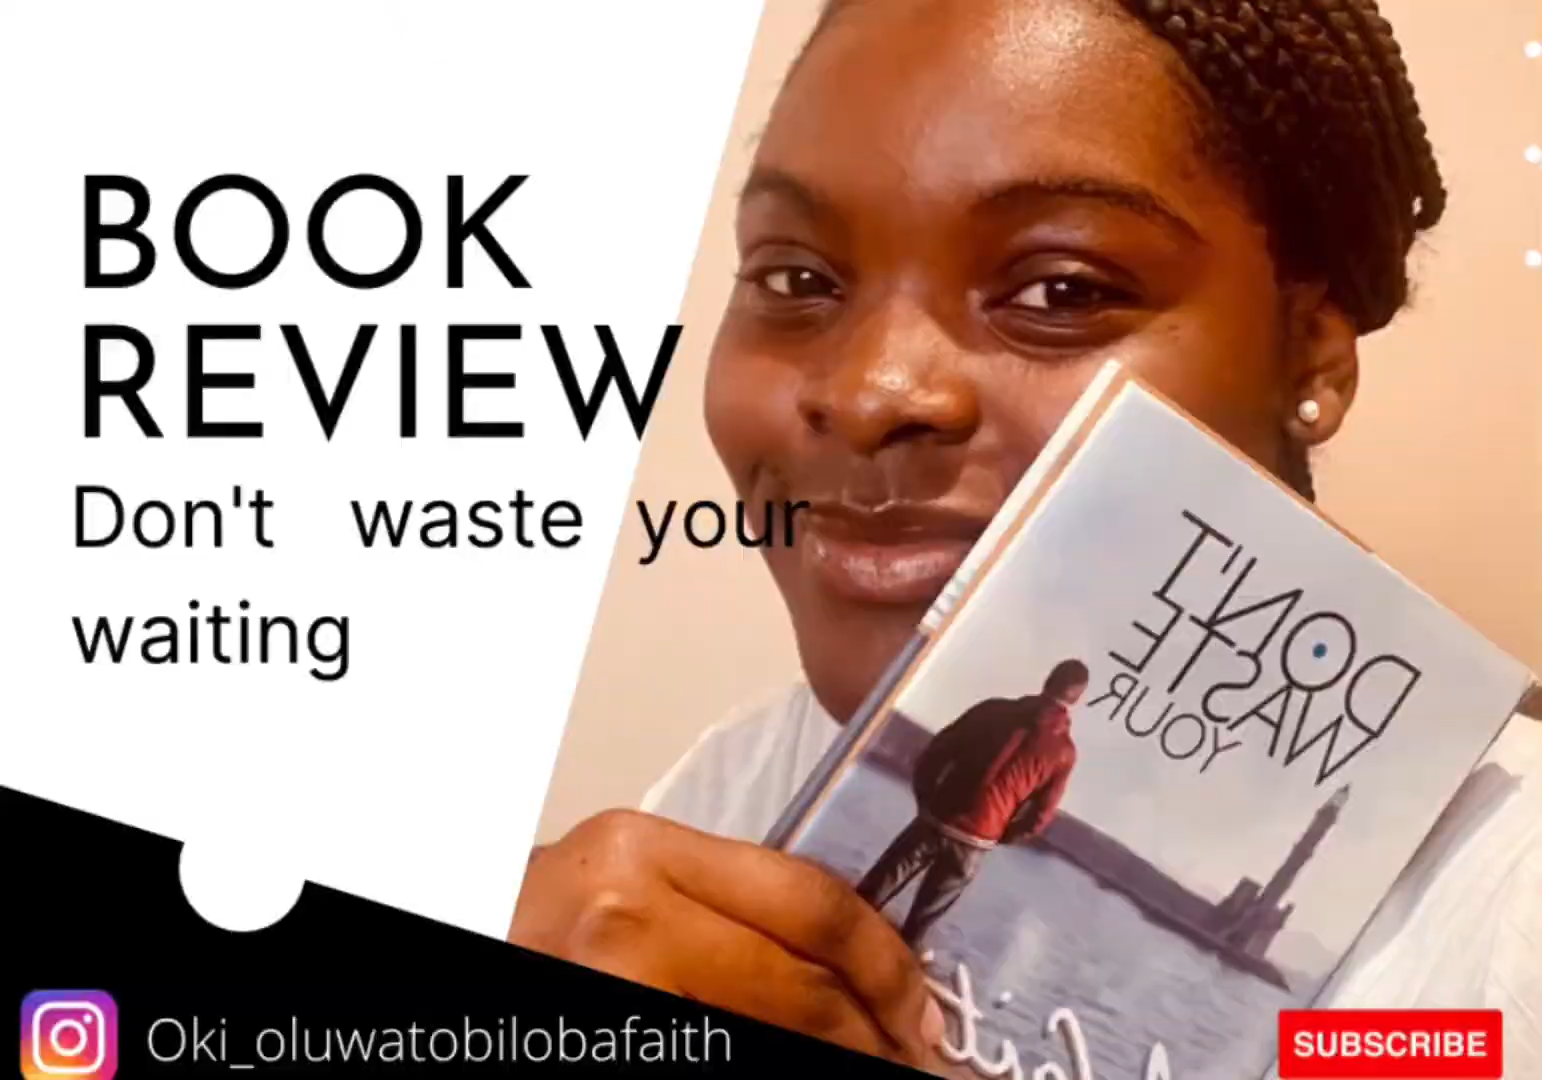 BOOK
REVIEW
Don't waste your
waiting
DON'T
WASTE
YOUR
Oki_oluwatobilobafaith
SUBSCRIBE